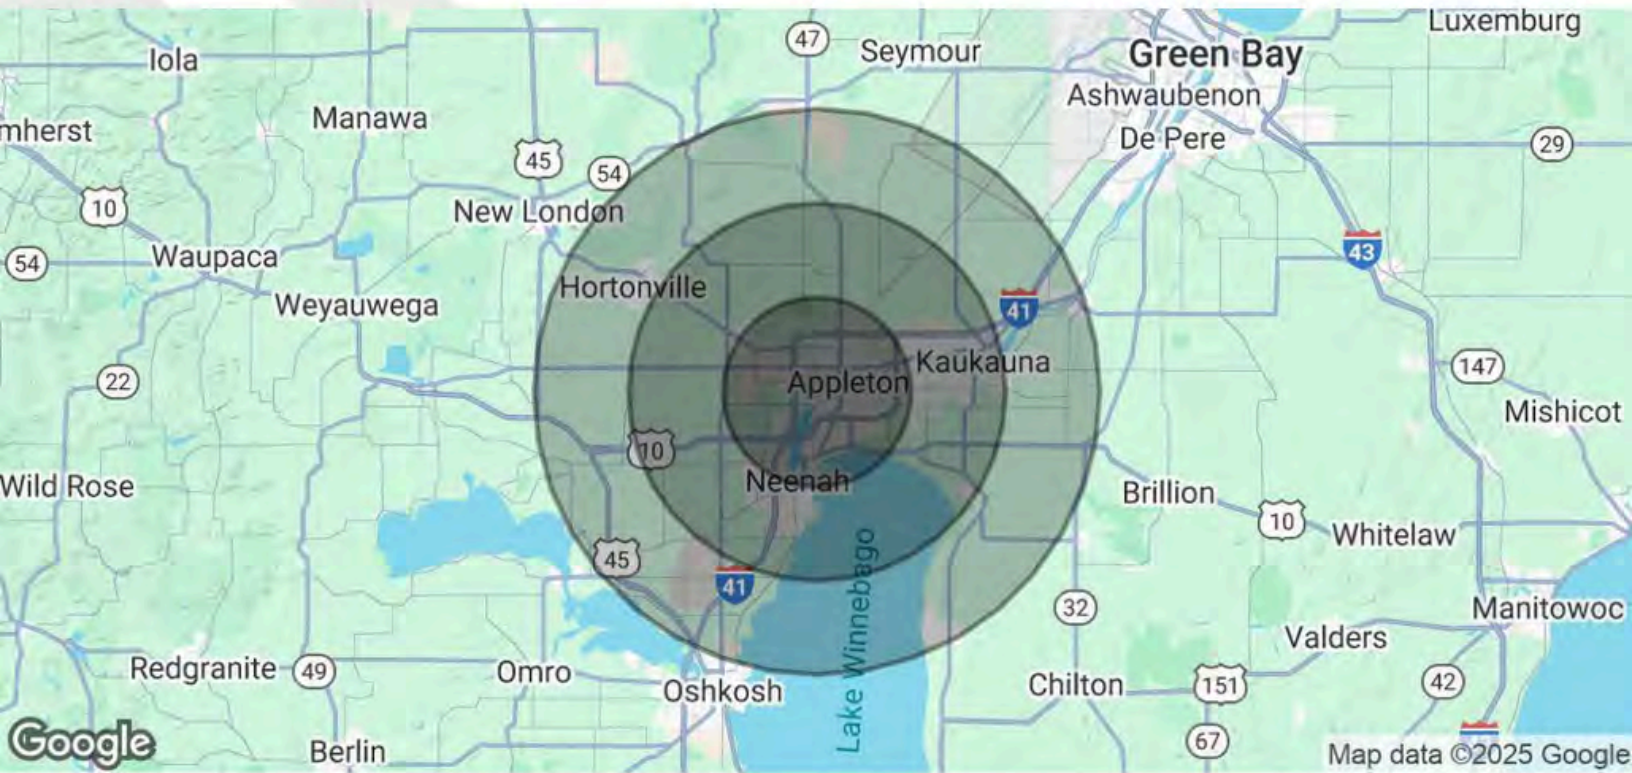 Luxemburg
47
Seymour
Green Bay
Iola
Ashwaubenon
Manawa
mherst
De Pere
29
45
54
10
New London
43
Waupaca
54
Hortonville
Weyauwega
41
Kaukauna
147
22
Appleton
Mishicot
10
Neenah
Wild Rose
Brillion
10
Whitelaw
45
41
Lake Winnebago
32
Manitowoc
Valders
Redgranite
49
Omro
Oshkosh
Chilton
151
42
Google
Berlin
67
Map data ©2025 Google